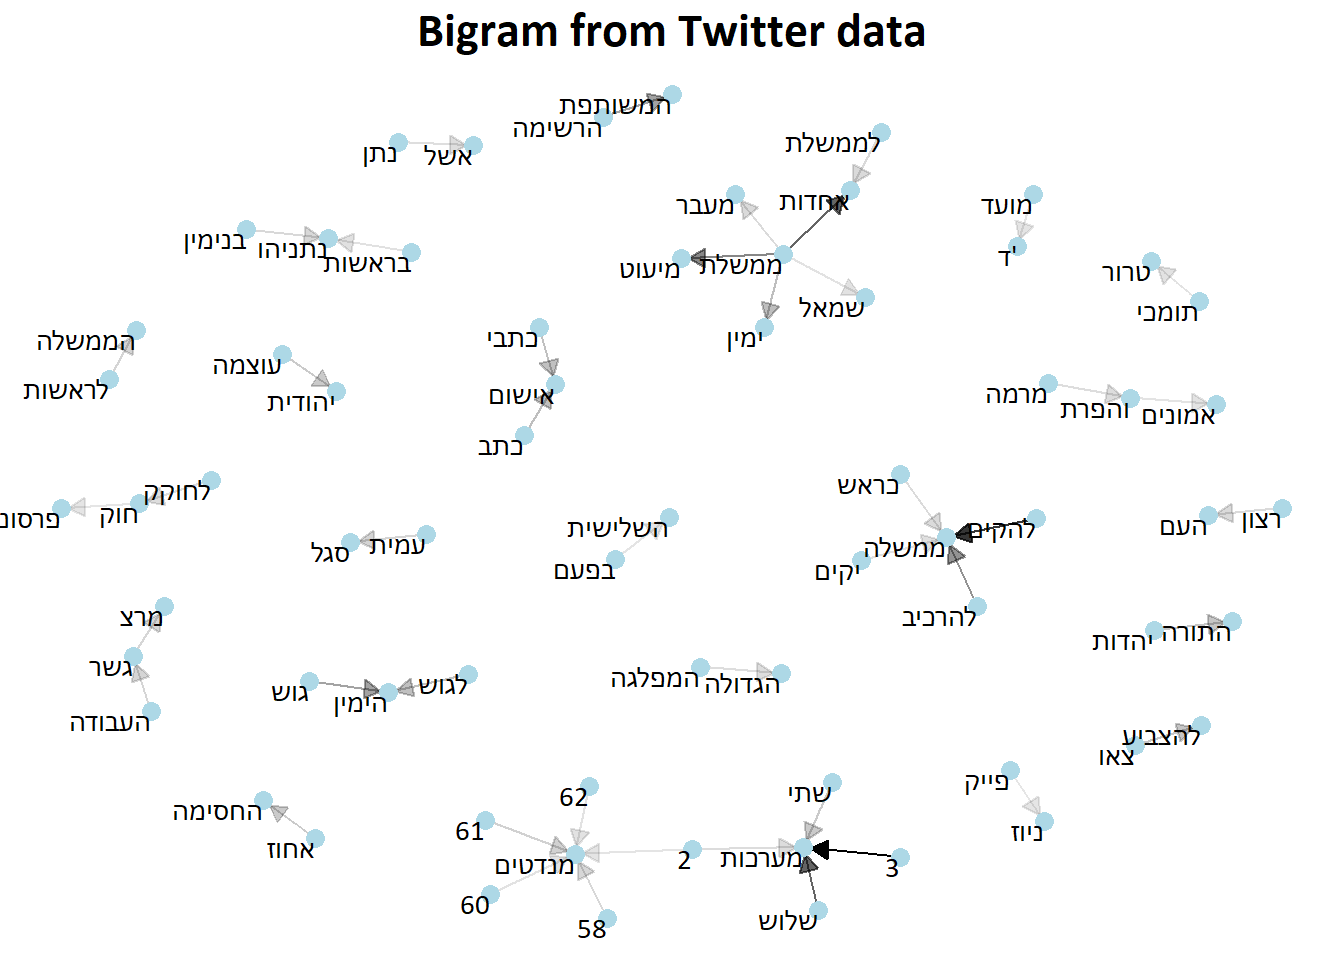 Bigram from Twitter data
המשותפת
הרשימה
נתן
אשל
לממשלת
אחדות
מעבר
ממשלת
מיעוט
שמאל
ימין
מועד
ד'
טרור
תומכי
בנימין
נתניהו
בראשות
הממשלה
לראשות
עוצמה
יהודית
כתבי
אישום
כתב
מרמה
והפרת
אמונים
לחוקק
חוק
פרסונ
עמית
סגל
השלישית
בפעם
בראש
להקים
ממשלה
יקים
להרכיב
רצון
העם
מרצ
גשר
העבודה
גוש
הימין
לגוש
המפלגה
הגדולה
יהדות
התורה
להצביע
צאו
פייק
ניוז
החסימה
אחוז
62
61
מנדטים
60
58
2
שתי
מערכות
3
שלוש